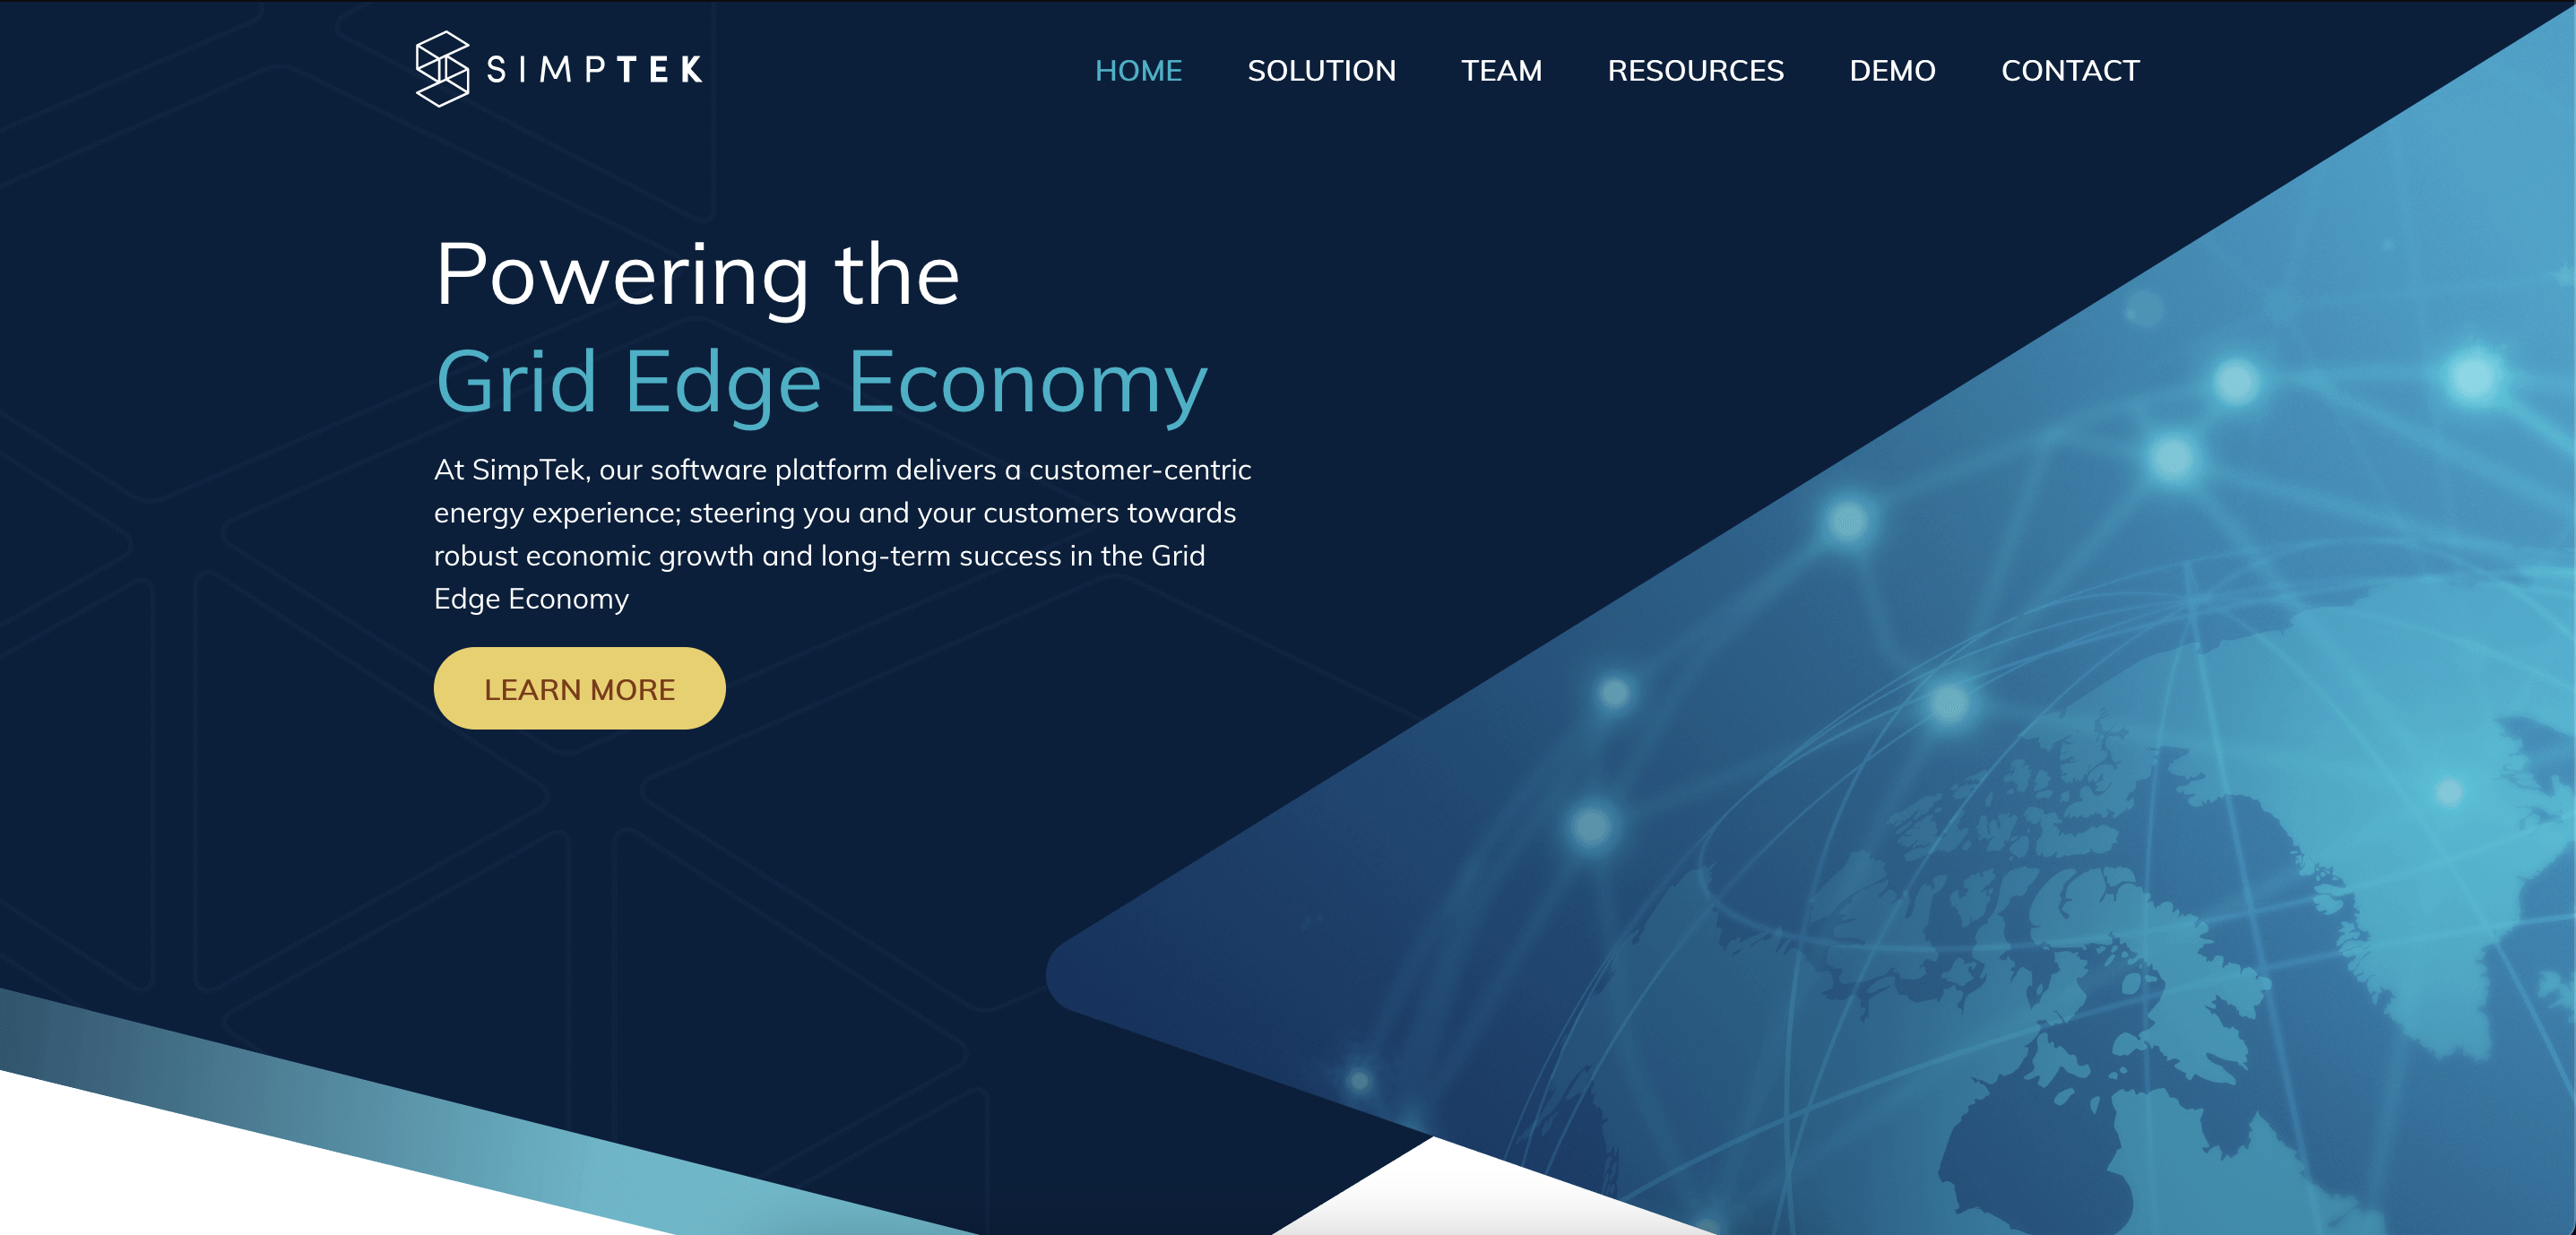 SIMPTEK
HOME SOLUTION TEAM RESOURCES DEMO CONTACT
Powering the
Grid Edge Economy
At SimpTek, our software platform delivers a customer-centric
energy experience; steering you and your customers towards
robust economic growth and long-term success in the Grid
Edge Economy
LEARN MORE